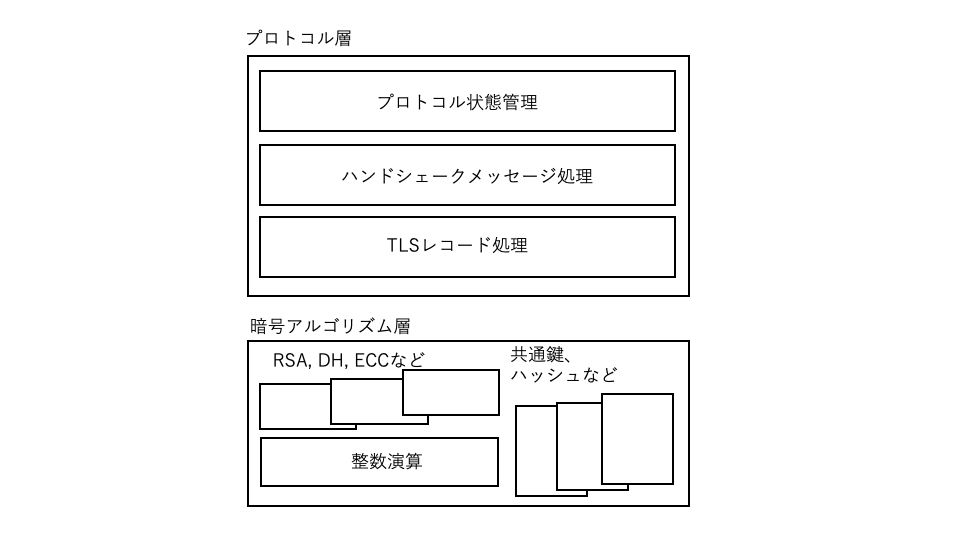 プロトコル層
プロトコル状態管理
ハンドシェークメッセージ処理
TLSレコード処理
暗号アルゴリズム層
RSA, DH, ECCなど
共通鍵、
ハッシュなど
整数演算